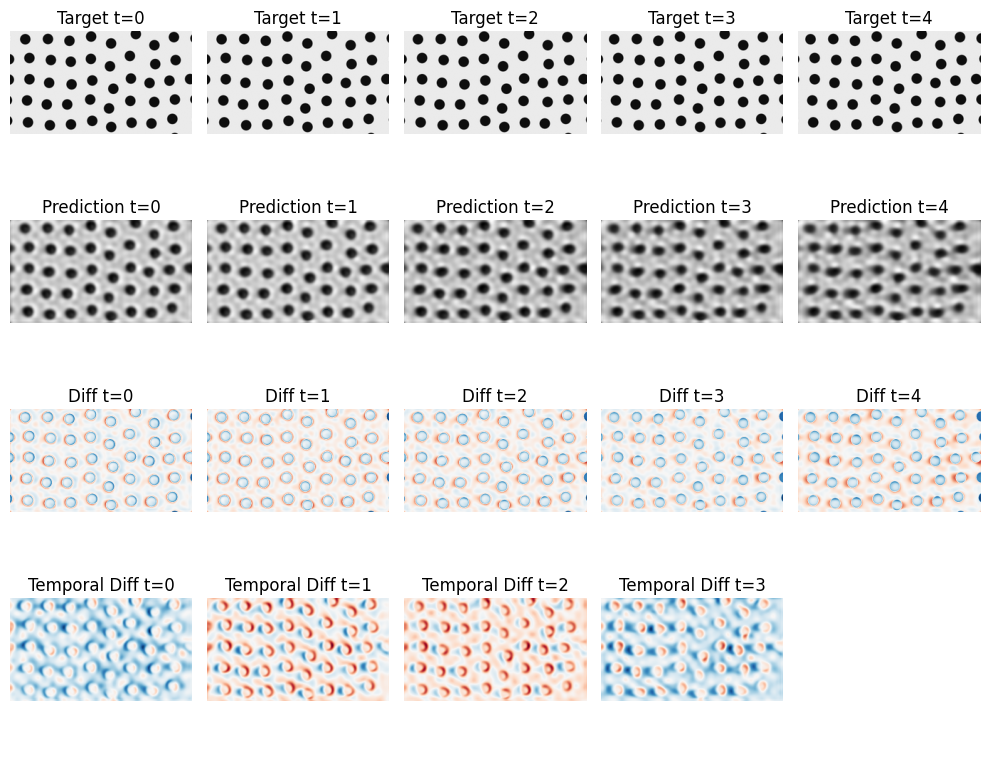 Target t=0 Target t=1 Target t=2 Target t=3 Target t=4
Prediction t=0 Prediction t=1 Prediction t=2 Prediction t=3 Prediction t=4
Diff t=0 Diff t=1 Diff t=2 Diff t=3 Diff t=4
Temporal Diff t=0 Temporal Diff t=1 Temporal Diff t=2 Temporal Diff t=3